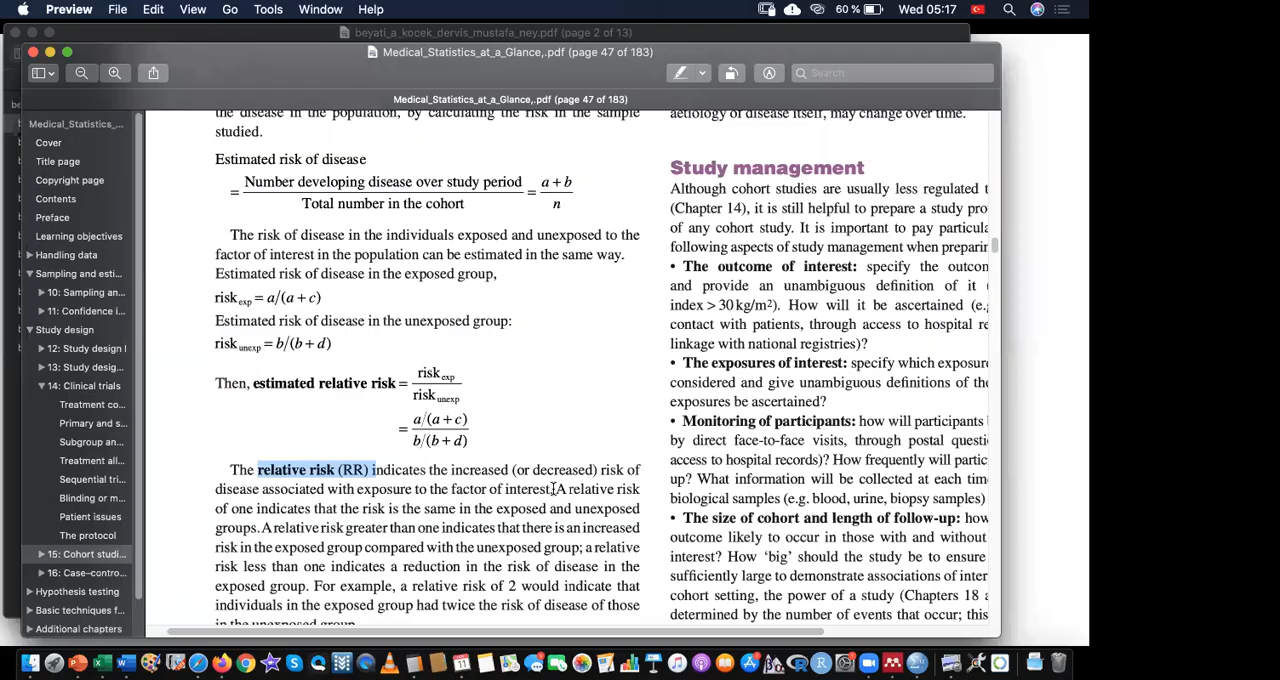 Preview File Edit View Go Tools Window Help 60 % Wed 05:17
beyati_a_kocek_dervis_mustafa_ney.pdf (page 2 of 13)
Medical_Statistics_at_a_Glance,.pdf (page 47 of 183)
Search
Medical_Statistics_at_a_Glance,.pdf (page 47 of 183)
Medical_Statistics_...
Cover
Title page
Copyright page
Contents
Preface
Learning objectives
Handling data
Sampling and esti...
10: Sampling an...
11: Confidence i...
Study design
12: Study design I
13: Study desig...
14: Clinical trials
Treatment co...
Primary and s...
Subgroup an...
Treatment all...
Sequential tri...
Blinding or m...
Patient issues
The protocol
15: Cohort studi...
16: Case–contro...
Hypothesis testing
Basic techniques f...
Additional chapters
the disease in the population, by calculating the risk in the sample
studied.
Estimated risk of disease
= Number developing disease over study period / Total number in the cohort = a + b / n
The risk of disease in the individuals exposed and unexposed to the
factor of interest in the population can be estimated in the same way.
Estimated risk of disease in the exposed group,
risk exp = a/(a + c)
Estimated risk of disease in the unexposed group:
risk unexp = b/(b + d)
Then, estimated relative risk = risk exp / risk unexp
= a/(a + c) / b/(b + d)
The relative risk (RR) indicates the increased (or decreased) risk of
disease associated with exposure to the factor of interest. A relative risk
of one indicates that the risk is the same in the exposed and unexposed
groups. A relative risk greater than one indicates that there is an increased
risk in the exposed group compared with the unexposed group; a relative
risk less than one indicates a reduction in the risk of disease in the
exposed group. For example, a relative risk of 2 would indicate that
individuals in the exposed group had twice the risk of disease of those
in the unexposed group.
aetiology of disease itself, may change over time.
Study management
Although cohort studies are usually less regulated t
(Chapter 14), it is still helpful to prepare a study pro
of any cohort study. It is important to pay particula
following aspects of study management when preparin
• The outcome of interest: specify the outcom
and provide an unambiguous definition of it (
index > 30 kg/m²). How will it be ascertained (e.g
contact with patients, through access to hospital re
linkage with national registries)?
• The exposures of interest: specify which exposure
considered and give unambiguous definitions of the
exposures be ascertained?
• Monitoring of participants: how will participants b
by direct face-to-face visits, through postal questi
access to hospital records)? How frequently will partic
up? What information will be collected at each tim
biological samples (e.g. blood, urine, biopsy samples)
• The size of cohort and length of follow-up: how
outcome likely to occur in those with and without
interest? How 'big' should the study be to ensure
sufficiently large to demonstrate associations of inter
cohort setting, the power of a study (Chapters 18 a
determined by the number of events that occur; this